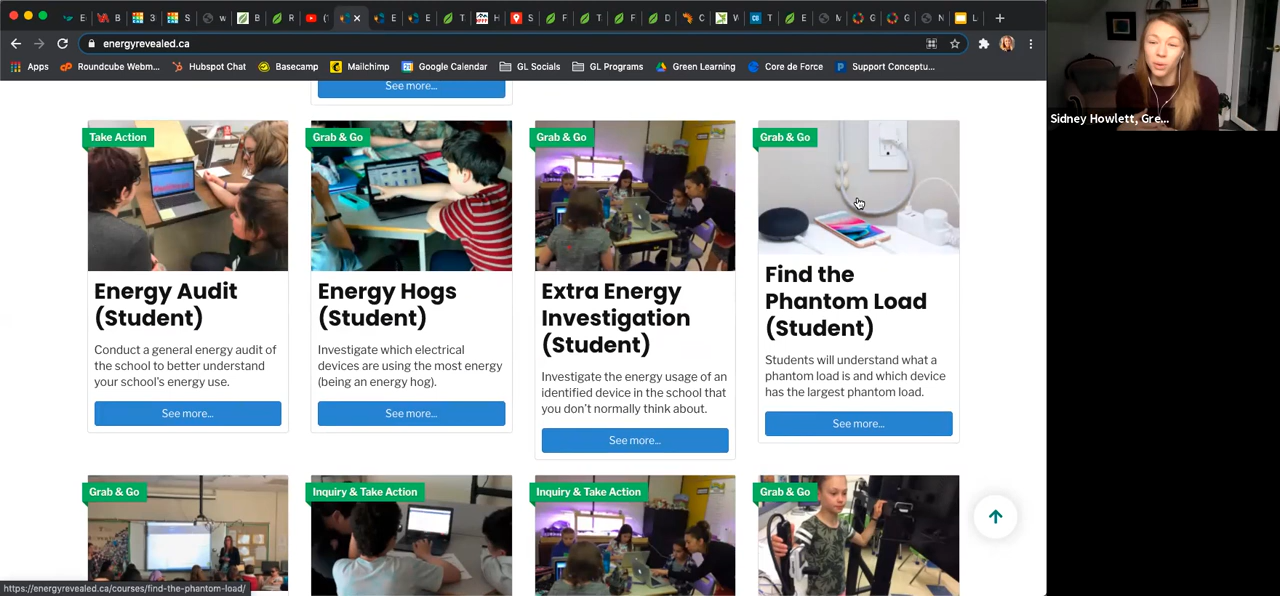 energyrevealed.ca
Apps
Roundcube Webm...
Hubspot Chat
Basecamp
Mailchimp
Google Calendar
GL Socials
GL Programs
Green Learning
Core de Force
Support Conceptu...
Sidney Howlett, Gre...
See more...
Take Action
Grab & Go
Grab & Go
Grab & Go
Energy Audit
(Student)
Conduct a general energy audit of
the school to better understand
your school's energy use.
See more...
Energy Hogs
(Student)
Investigate which electrical
devices are using the most energy
(being an energy hog).
See more...
Extra Energy
Investigation
(Student)
Investigate the energy usage of an
identified device in the school that
you don't normally think about.
See more...
Find the
Phantom Load
(Student)
Students will understand what a
phantom load is and which device
has the largest phantom load.
See more...
Grab & Go
Inquiry & Take Action
Inquiry & Take Action
Grab & Go
https://energyrevealed.ca/courses/find-the-phantom-load/